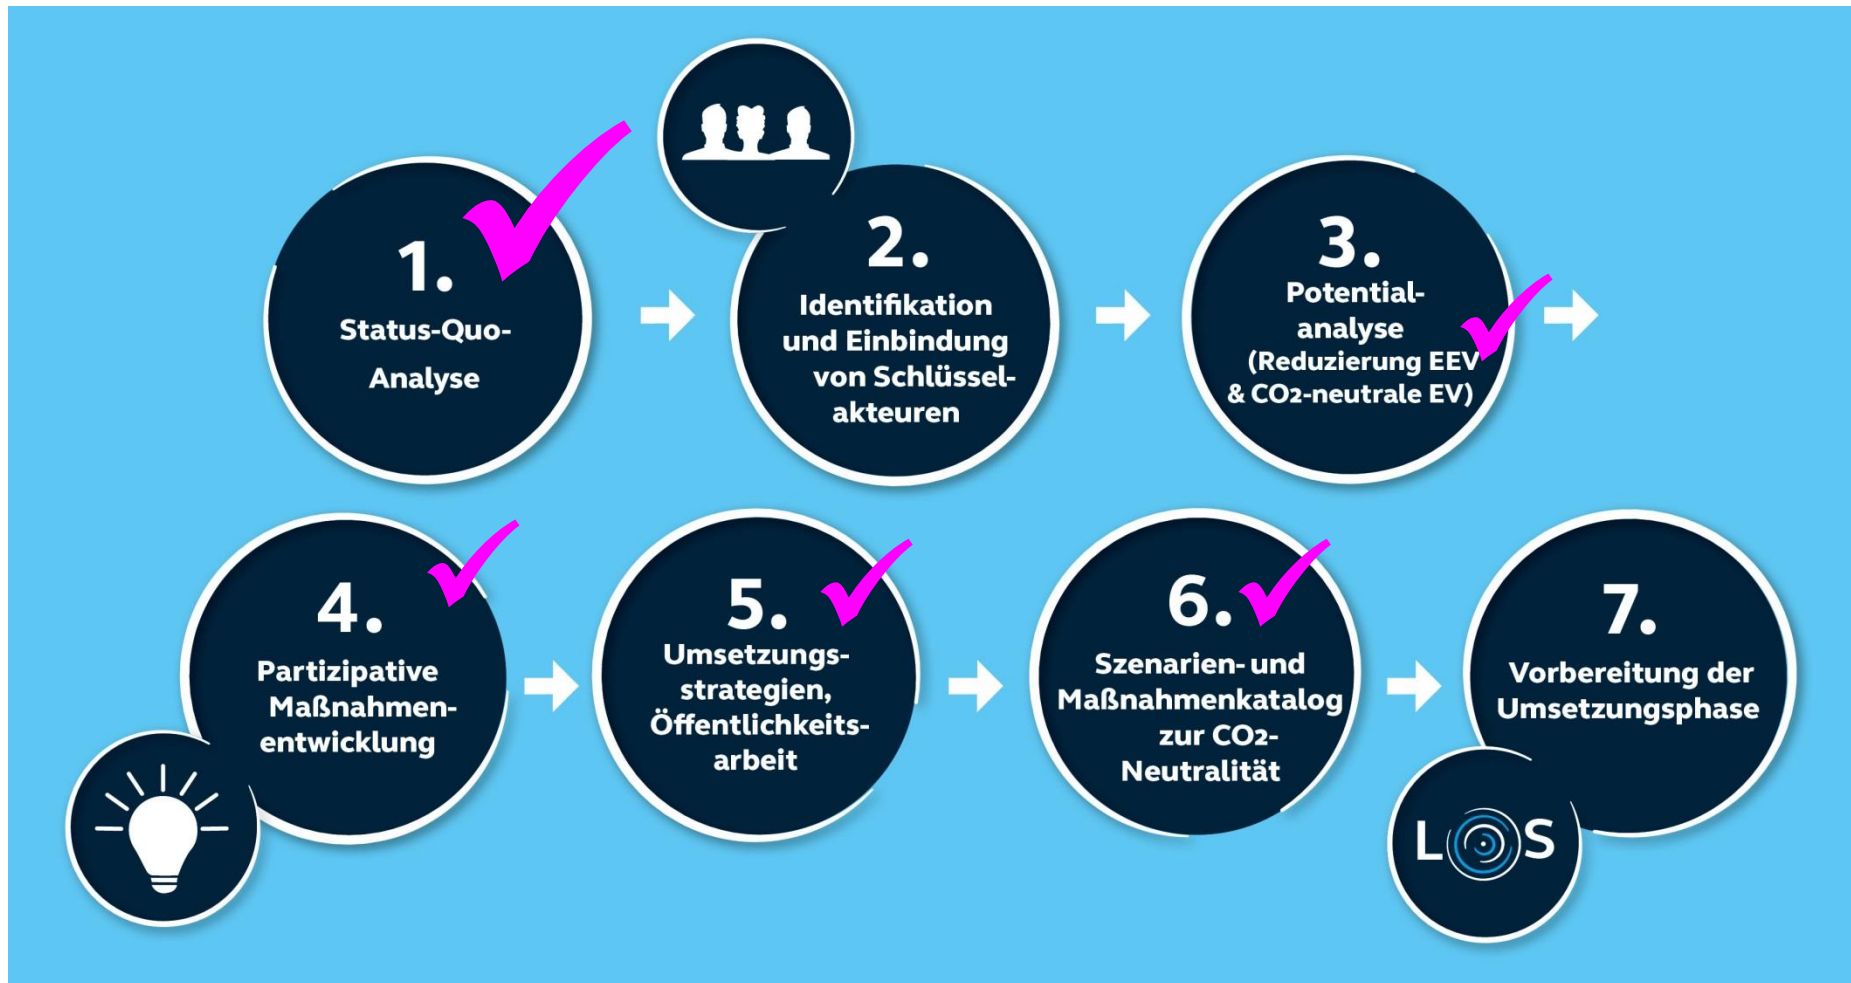 1.
Status-Quo-
Analyse
2.
Identifikation
und Einbindung
von Schlüssel-
akteuren
3.
Potential-
analyse
(Reduzierung EEV
& CO2-neutrale EV)
4.
Partizipative
Maßnahmen-
entwicklung
5.
Umsetzungs-
strategien,
Öffentlichkeits-
arbeit
6.
Szenarien- und
Maßnahmenkatalog
zur CO2-
Neutralität
7.
Vorbereitung der
Umsetzungsphase
LOS